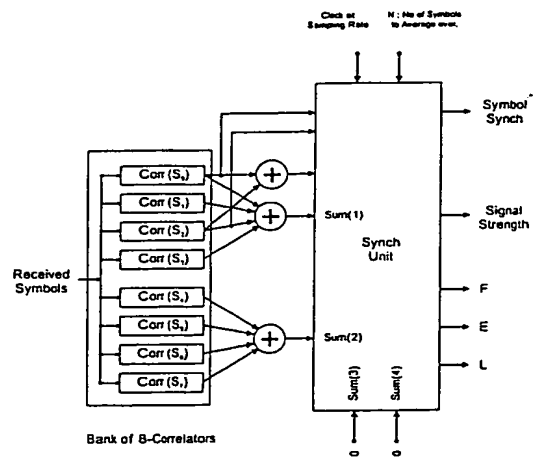 Clock at
Sampling Rate
N : No of Symbols
to Average over.
Symbol
Synch
Corr (S₀)
Corr (S₁)
Corr (S₂)
Corr (S₃)
Sum(1)
Synch
Unit
Signal
Strength
Received
Symbols
F
Corr (S₄)
Corr (S₅)
E
Corr (S₆)
Sum(2)
L
Corr (S₇)
Sum(3)
Sum(4)
Bank of 8-Correlators
0
0